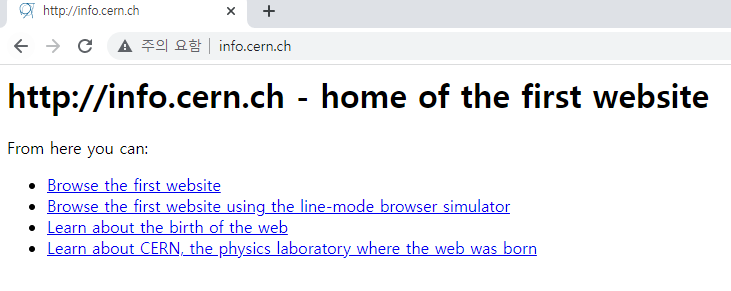 http://info.cern.ch
주의 요함 info.cern.ch
http://info.cern.ch - home of the first website
From here you can:
Browse the first website
Browse the first website using the line-mode browser simulator
Learn about the birth of the web
Learn about CERN, the physics laboratory where the web was born